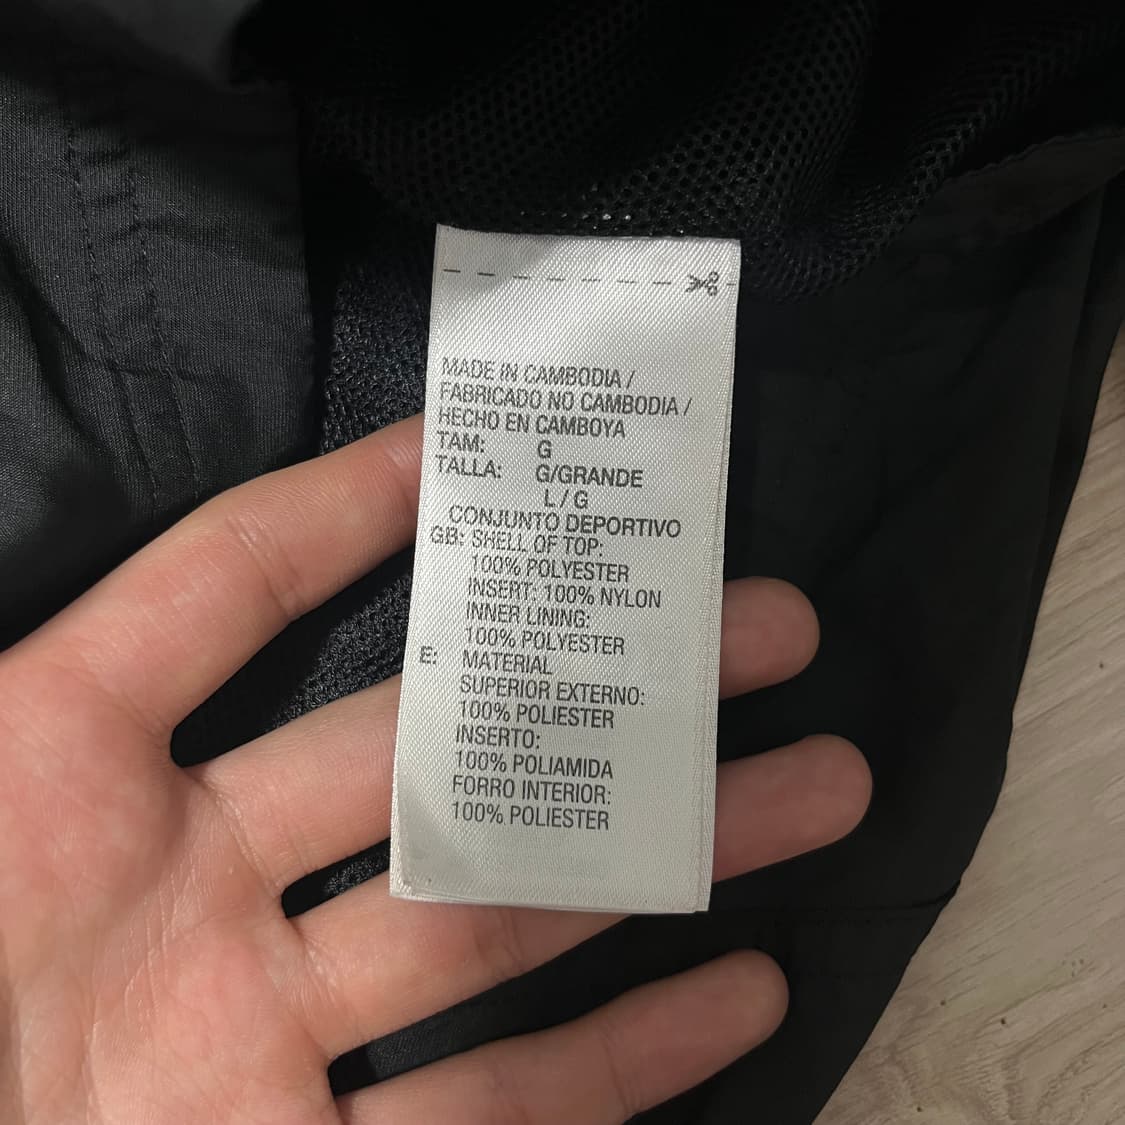 MADE IN CAMBODIA /
FABRICADO NO CAMBODIA /
HECHO EN CAMBOYA
TAM: G
TALLA: G/GRANDE
L / G
CONJUNTO DEPORTIVO
GB: SHELL OF TOP:
100% POLYESTER
INSERT: 100% NYLON
INNER LINING:
100% POLYESTER
E: MATERIAL
SUPERIOR EXTERNO:
100% POLIESTER
INSERTO:
100% POLIAMIDA
FORRO INTERIOR:
100% POLIESTER